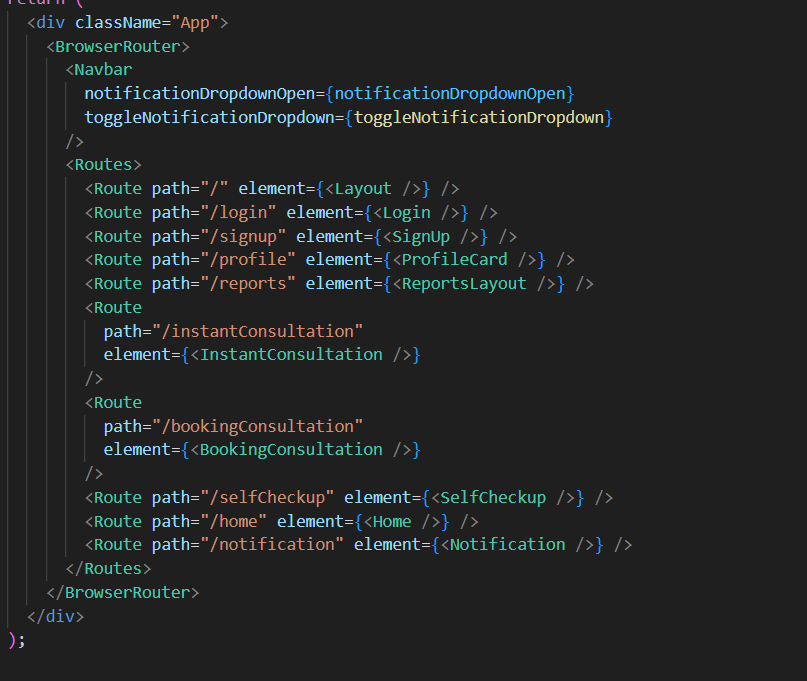 return (
<div className="App">
<BrowserRouter>
<Navbar
notificationDropdownOpen={notificationDropdownOpen}
toggleNotificationDropdown={toggleNotificationDropdown}
/>
<Routes>
<Route path="/" element={<Layout />} />
<Route path="/login" element={<Login />} />
<Route path="/signup" element={<SignUp />} />
<Route path="/profile" element={<ProfileCard />} />
<Route path="/reports" element={<ReportsLayout />} />
<Route
path="/instantConsultation"
element={<InstantConsultation />}
/>
<Route
path="/bookingConsultation"
element={<BookingConsultation />}
/>
<Route path="/selfCheckup" element={<SelfCheckup />} />
<Route path="/home" element={<Home />} />
<Route path="/notification" element={<Notification />} />
</Routes>
</BrowserRouter>
</div>
);